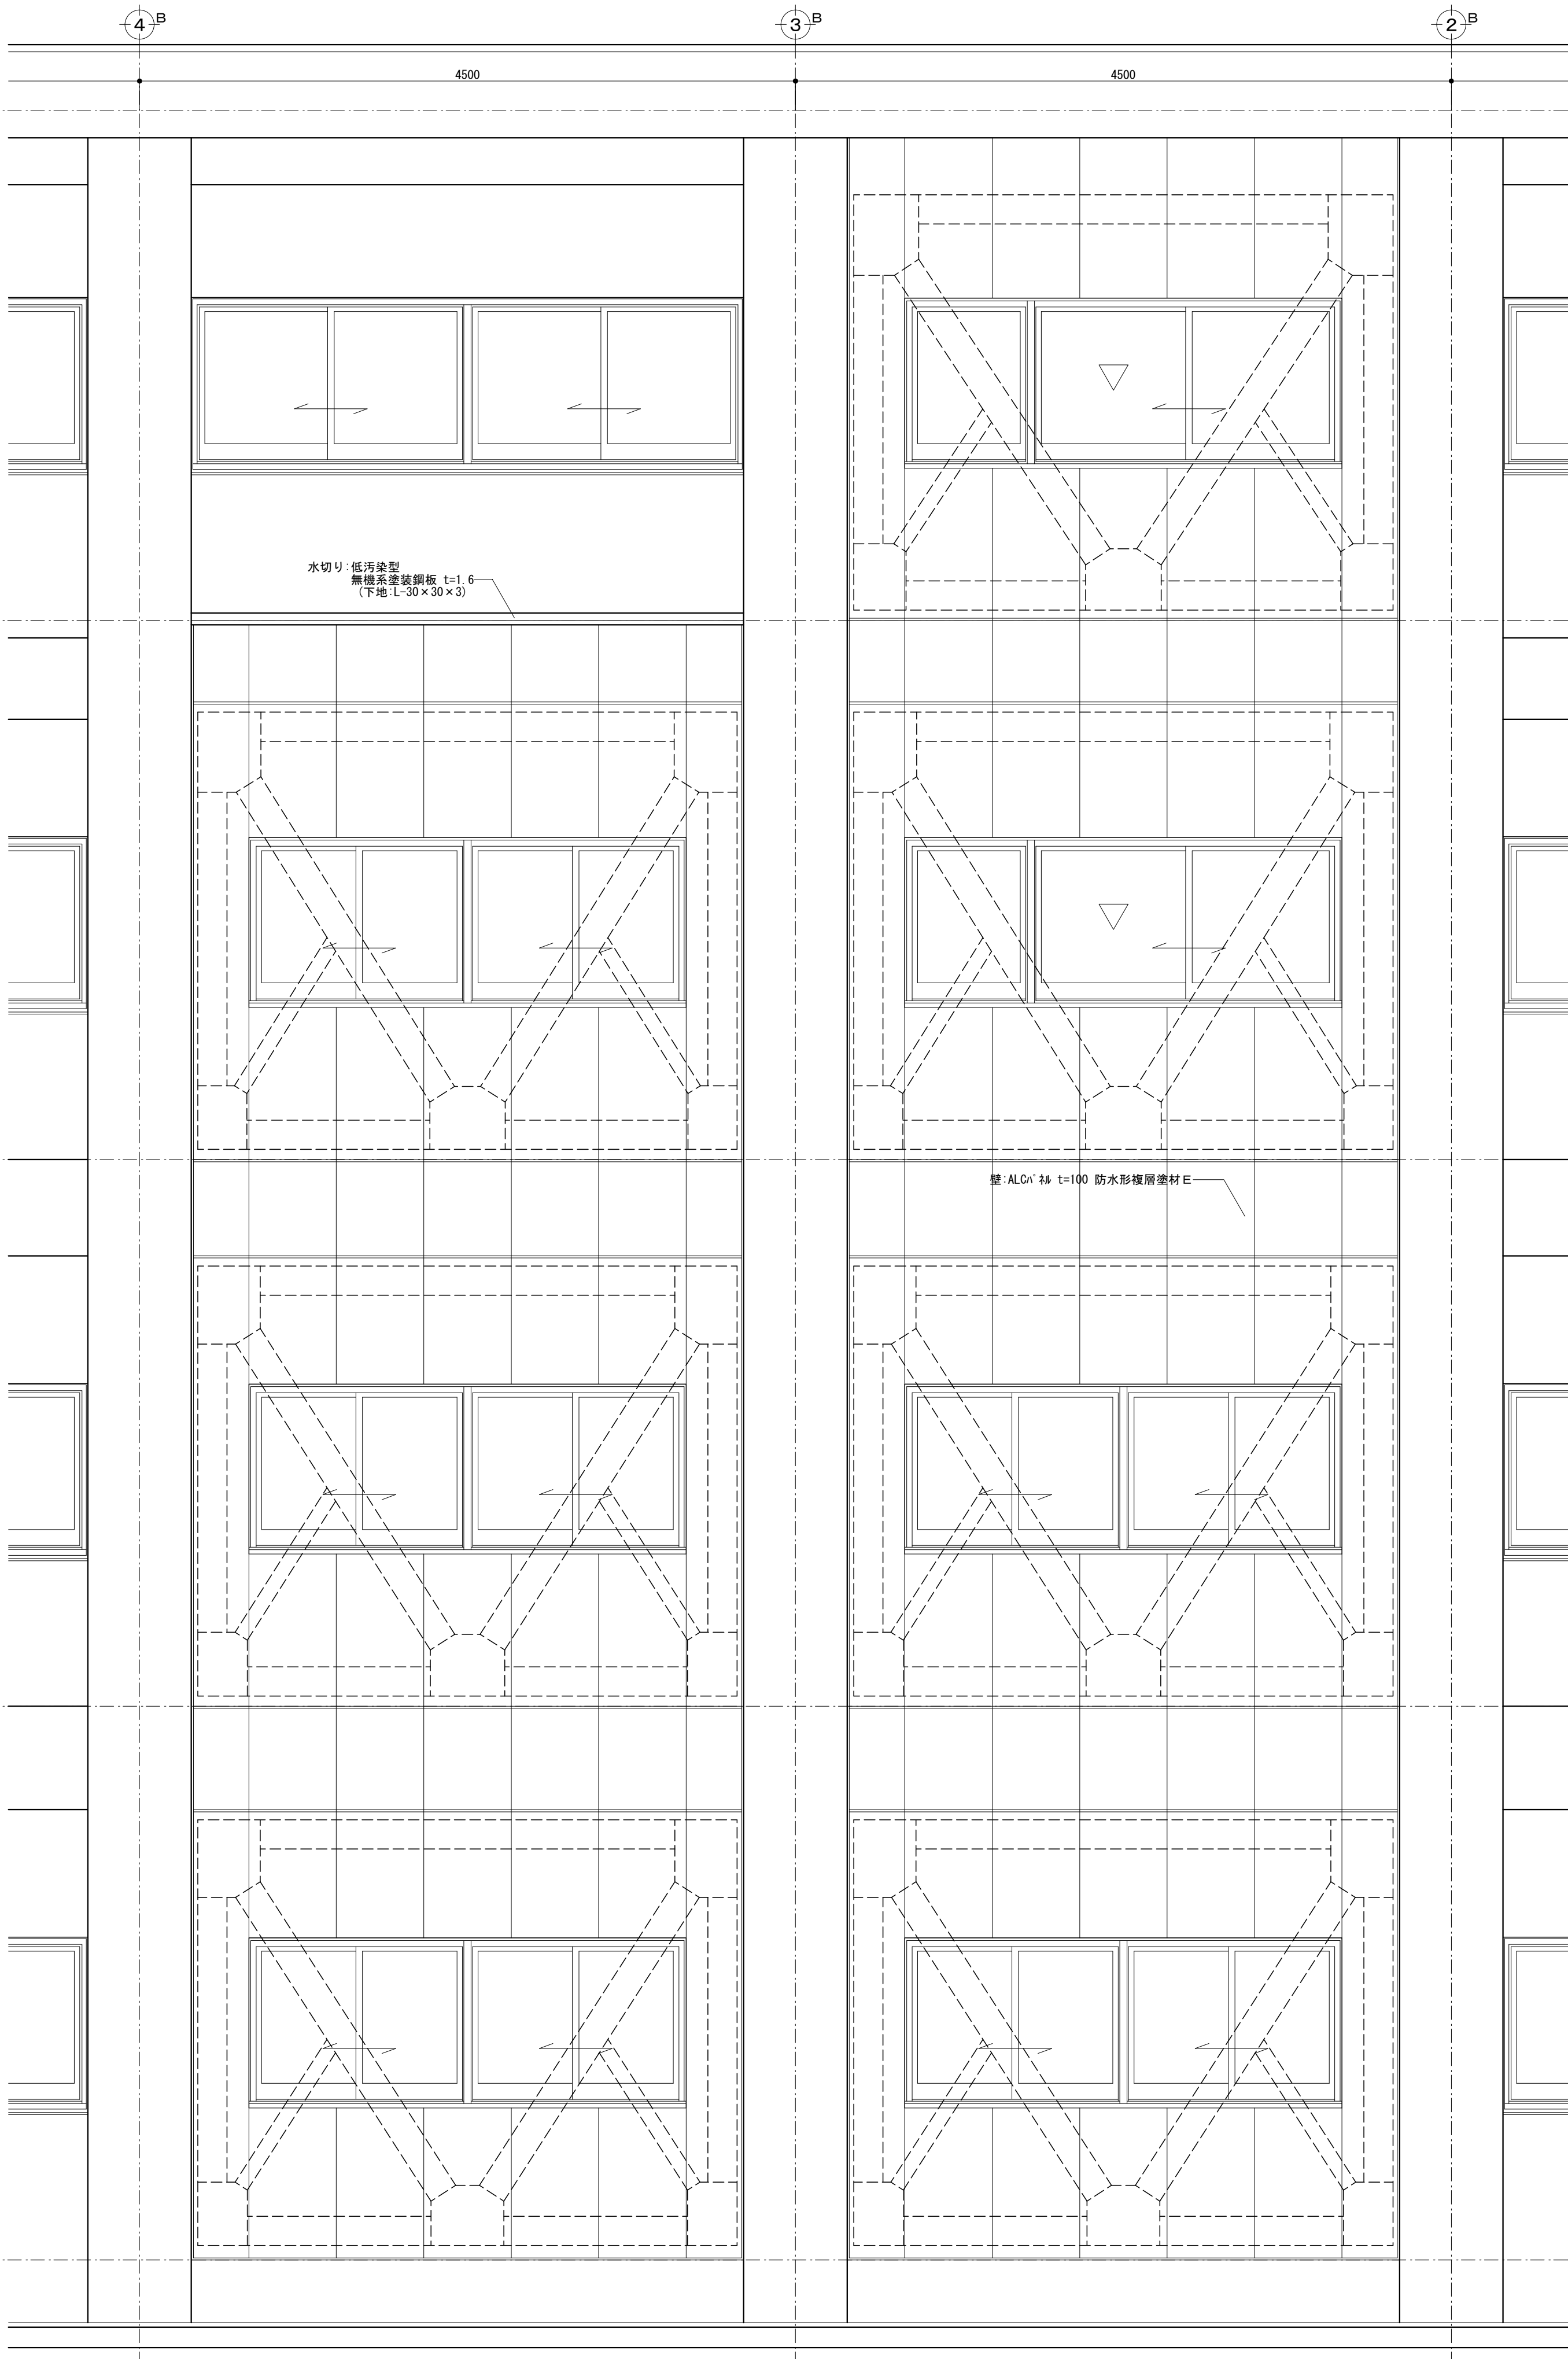 4 B
3 B
2 B
4500
4500
水切り:低汚染型
無機系塗装鋼板 t=1.6
(下地:L-30×30×3)
壁:ALCﾊﾟﾈﾙ t=100 防水形複層塗材E